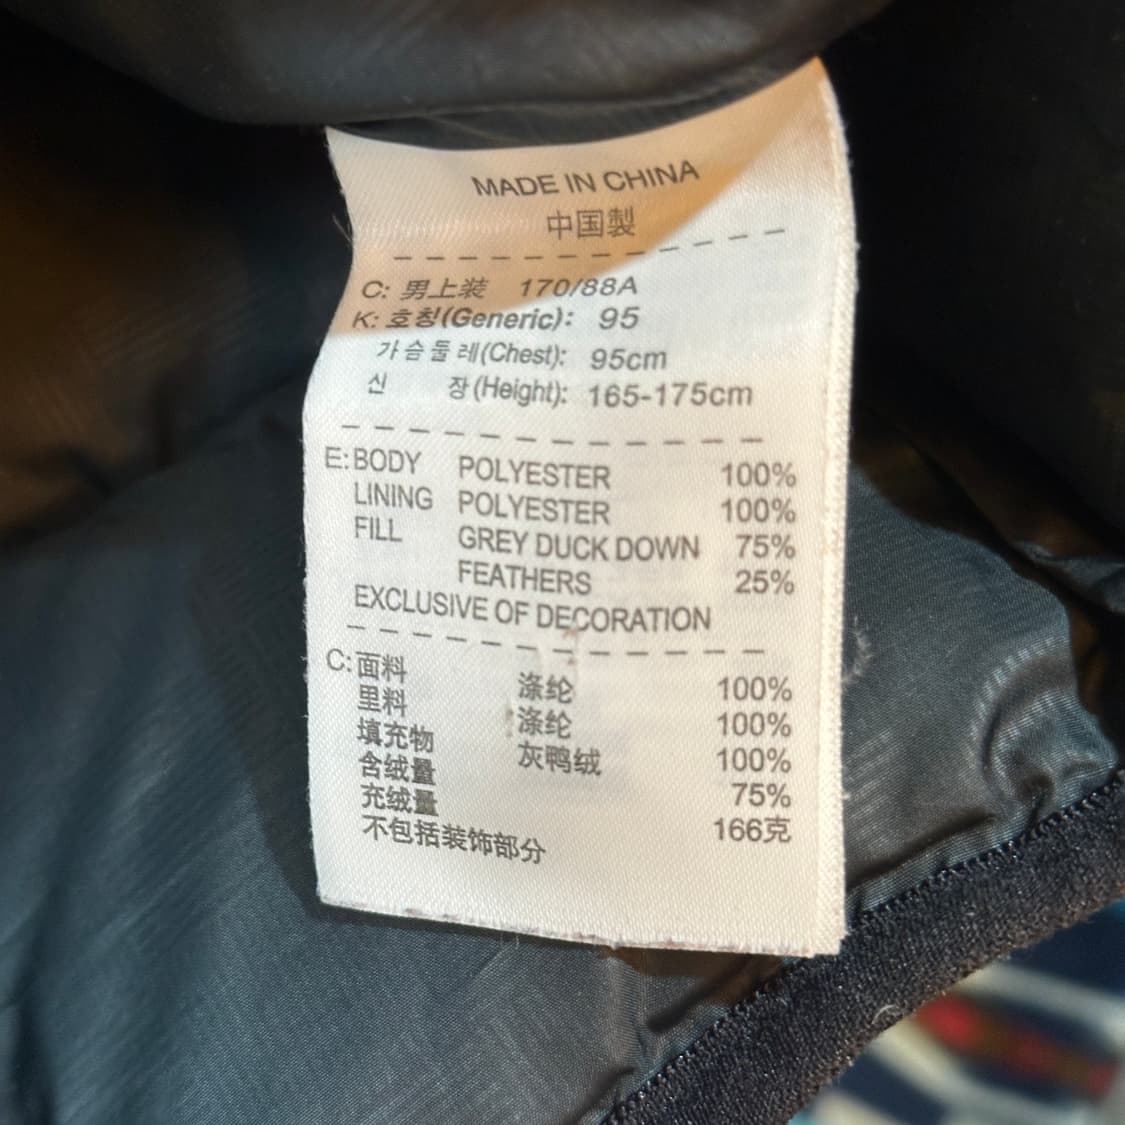 MADE IN CHINA
中国製
C: 男上装 170/88A
K: 호칭(Generic): 95
가슴둘레(Chest): 95cm
신 장(Height): 165-175cm
E: BODY POLYESTER 100%
LINING POLYESTER 100%
FILL GREY DUCK DOWN 75%
FEATHERS 25%
EXCLUSIVE OF DECORATION
C: 面料 涤纶 100%
里料 涤纶 100%
填充物 灰鸭绒 100%
含绒量 75%
充绒量 166克
不包括装饰部分